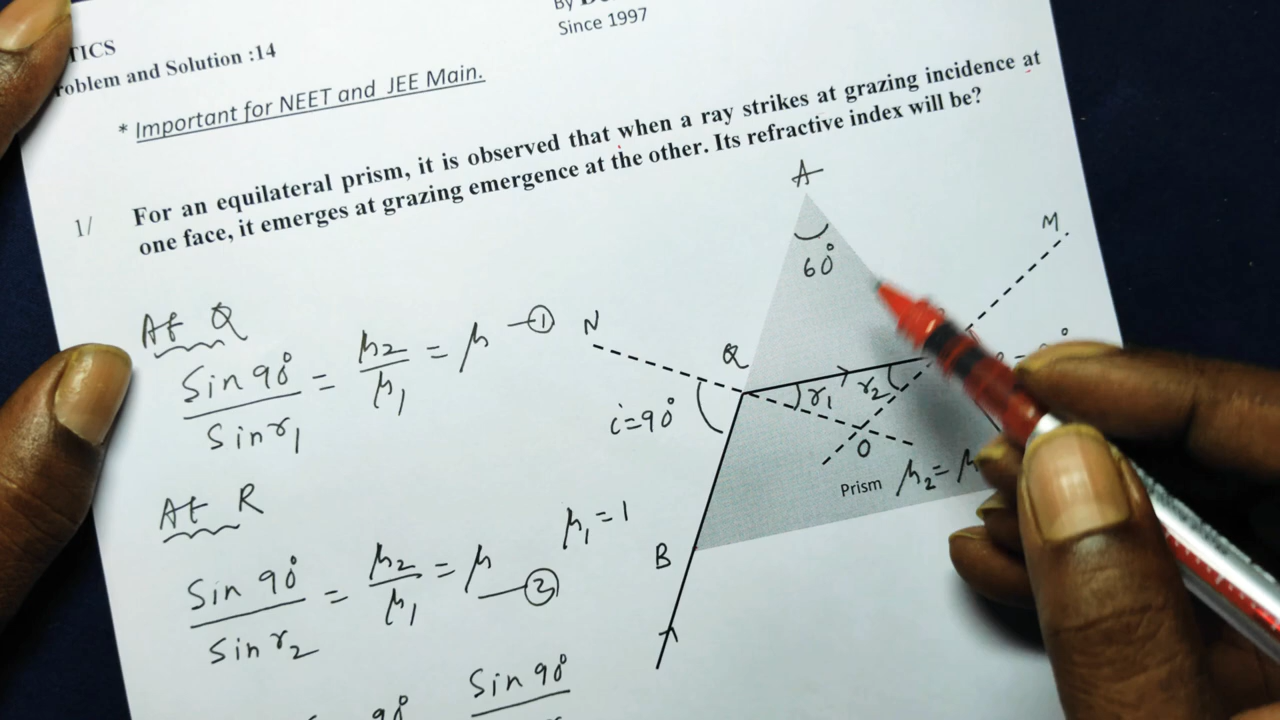 TICS
By
Since 1997
roblem and Solution :14
* Important for NEET and JEE Main.
1/ For an equilateral prism, it is observed that when a ray strikes at grazing incidence at
one face, it emerges at grazing emergence at the other. Its refractive index will be?
A
60°
M
N
Q
i=90°
r₁
r₂
O
Prism μ₂=μ
B
At Q
Sin 90° / Sin r₁ = μ₂ / μ₁ = μ —①
At R
μ₁ = 1
Sin 90° / Sin r₂ = μ₂ / μ₁ = μ —②
Sin 90°